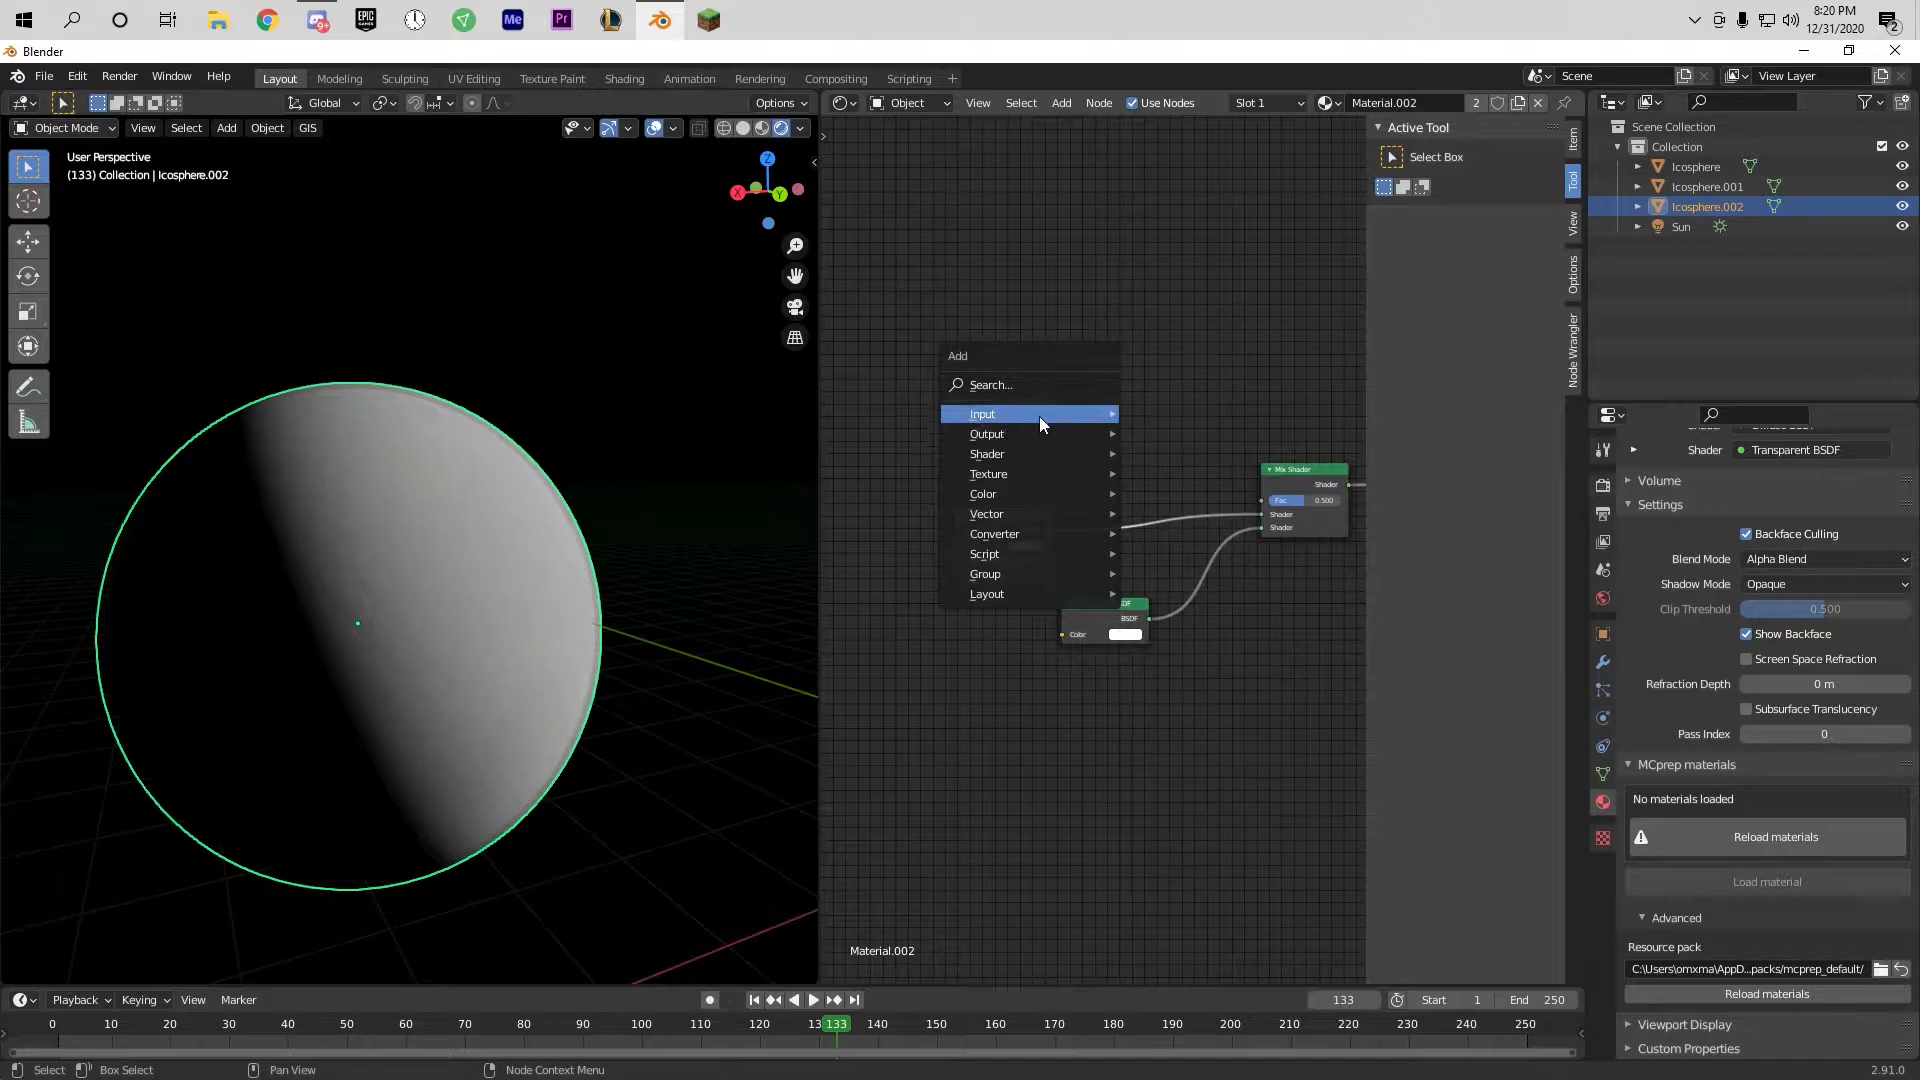 EPIC
GAMES
9+
Me
Pr
8:20 PM
12/31/2020
2
Blender
File Edit Render Window Help
Layout Modeling Sculpting UV Editing Texture Paint Shading Animation Rendering Compositing Scripting +
Scene
View Layer
Global
Options
Object View Select Add Node Use Nodes Slot 1 Material.002 2
Object Mode View Select Add Object GIS
User Perspective
(133) Collection | Icosphere.002
Z
X
Y
Active Tool
Select Box
Item
Tool
View
Options
Node Wrangler
Scene Collection
Collection
Icosphere
Icosphere.001
Icosphere.002
Sun
Add
Search...
Input
Output
Shader
Texture
Color
Vector
Converter
Script
Group
Layout
Mix Shader
Shader
Fac 0.500
Shader
Shader
DF
BSDF
Color
Material.002
Shader Transparent BSDF
Volume
Settings
Backface Culling
Blend Mode Alpha Blend
Shadow Mode Opaque
Clip Threshold 0.500
Show Backface
Screen Space Refraction
Refraction Depth 0 m
Subsurface Translucency
Pass Index 0
MCprep materials
No materials loaded
Reload materials
Load material
Advanced
Resource pack
C:\Users\omxma\AppD...packs/mcprep_default/
Reload materials
Viewport Display
Custom Properties
Playback Keying View Marker
133
Start 1 End 250
0 10 20 30 40 50 60 70 80 90 100 110 120 13 133 140 150 160 170 180 190 200 210 220 230 240 250
Select Box Select Pan View Node Context Menu 2.91.0